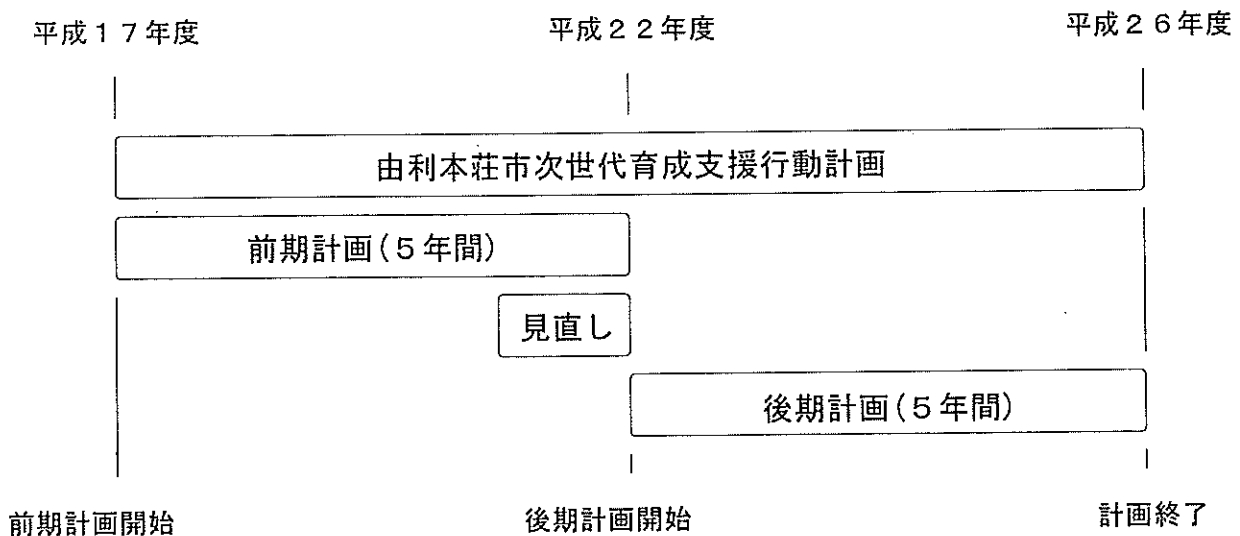 平成１７年度　平成２２年度　平成２６年度
由利本荘市次世代育成支援行動計画
前期計画（５年間）
見直し
後期計画（５年間）
前期計画開始　後期計画開始　計画終了